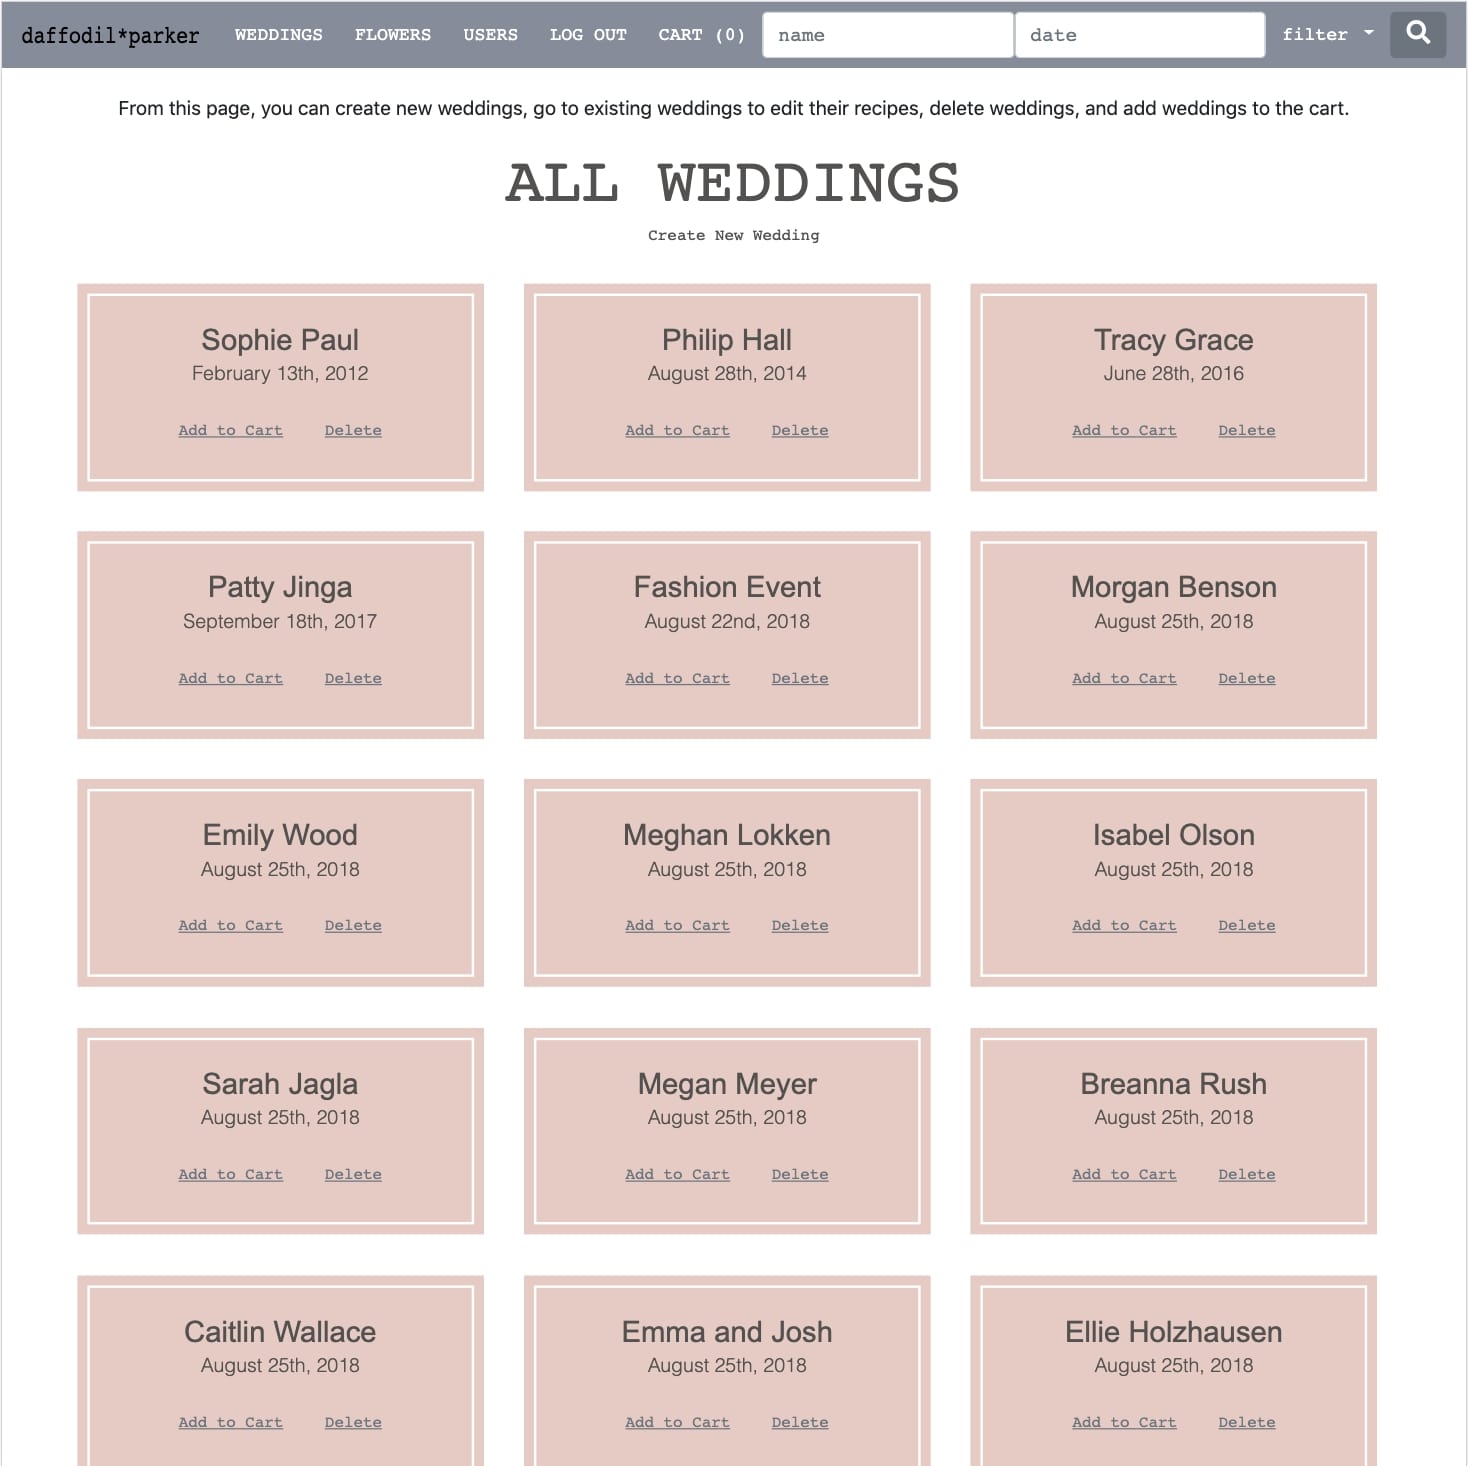 daffodil*parker WEDDINGS FLOWERS USERS LOG OUT CART (0) name date filter
From this page, you can create new weddings, go to existing weddings to edit their recipes, delete weddings, and add weddings to the cart.
ALL WEDDINGS
Create New Wedding
Sophie Paul
February 13th, 2012
Add to Cart Delete
Philip Hall
August 28th, 2014
Add to Cart Delete
Tracy Grace
June 28th, 2016
Add to Cart Delete
Patty Jinga
September 18th, 2017
Add to Cart Delete
Fashion Event
August 22nd, 2018
Add to Cart Delete
Morgan Benson
August 25th, 2018
Add to Cart Delete
Emily Wood
August 25th, 2018
Add to Cart Delete
Meghan Lokken
August 25th, 2018
Add to Cart Delete
Isabel Olson
August 25th, 2018
Add to Cart Delete
Sarah Jagla
August 25th, 2018
Add to Cart Delete
Megan Meyer
August 25th, 2018
Add to Cart Delete
Breanna Rush
August 25th, 2018
Add to Cart Delete
Caitlin Wallace
August 25th, 2018
Add to Cart Delete
Emma and Josh
August 25th, 2018
Add to Cart Delete
Ellie Holzhausen
August 25th, 2018
Add to Cart Delete